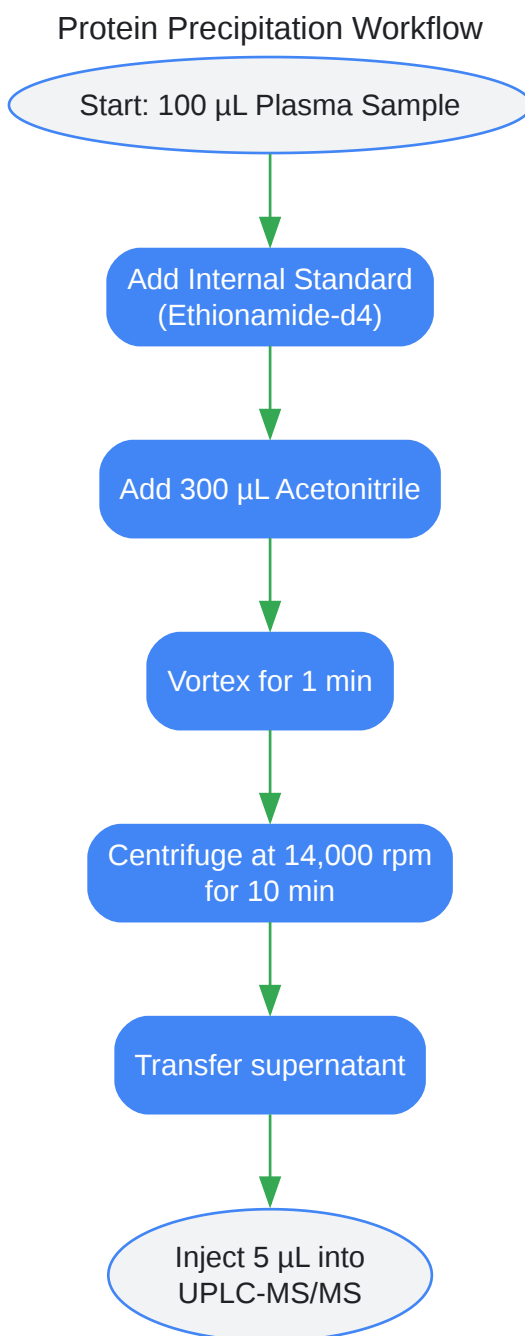 Protein Precipitation Workflow
Start: 100 µL Plasma Sample
Add Internal Standard
(Ethionamide-d4)
Add 300 µL Acetonitrile
Vortex for 1 min
Centrifuge at 14,000 rpm
for 10 min
Transfer supernatant
Inject 5 µL into
UPLC-MS/MS